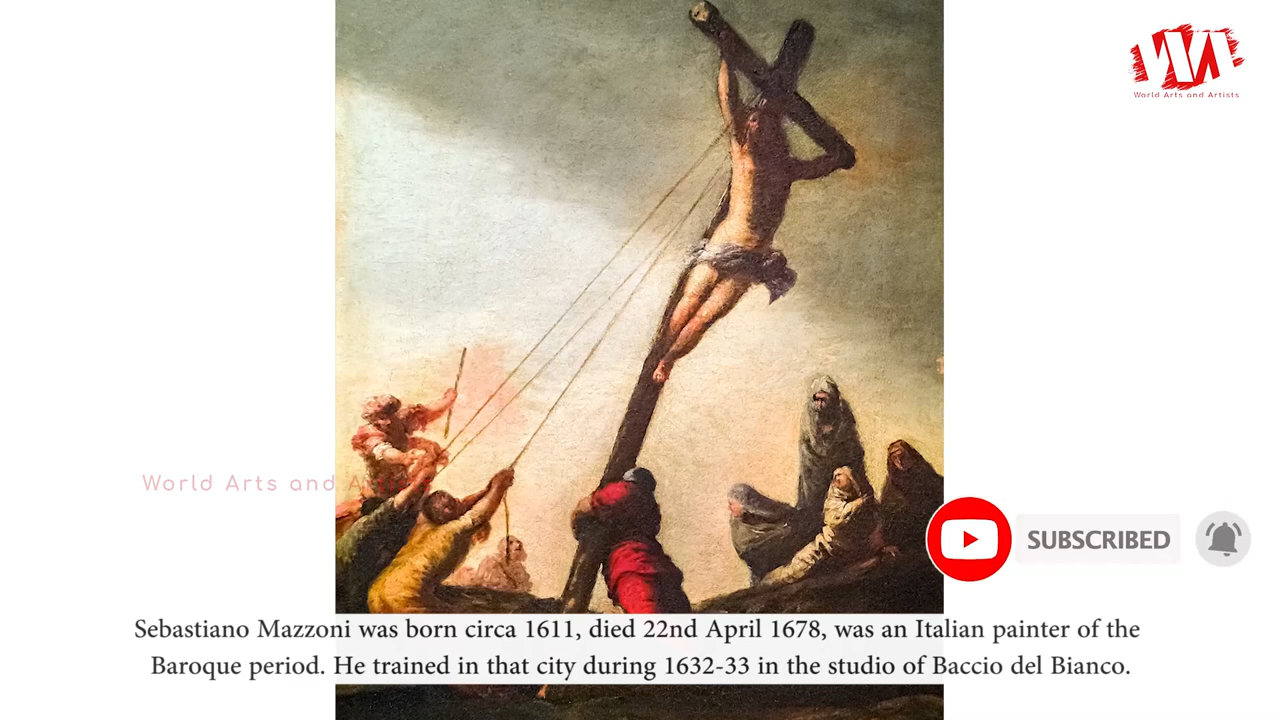 World Arts and Artists
World Arts and Artists
SUBSCRIBED
Sebastiano Mazzoni was born circa 1611, died 22nd April 1678, was an Italian painter of the
Baroque period. He trained in that city during 1632-33 in the studio of Baccio del Bianco.